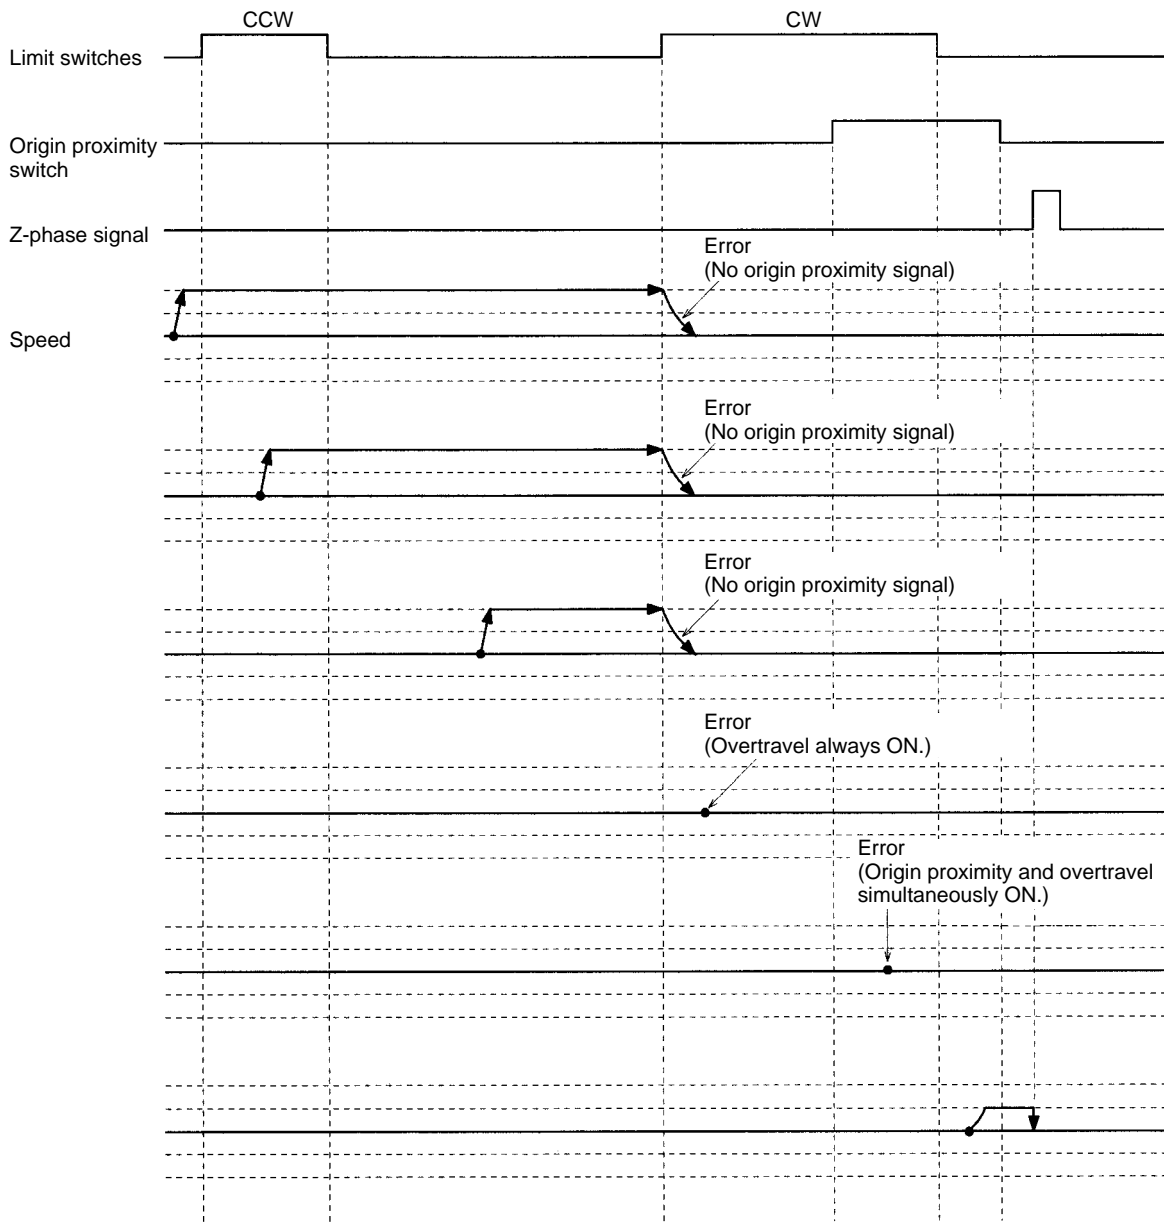 CCW
CW
Limit switches
Origin proximity
switch
Z-phase signal
Error
(No origin proximity signal)
Speed
Error
(No origin proximity signal)
Error
(No origin proximity signal)
Error
(Overtravel always ON.)
Error
(Origin proximity and overtravel
simultaneously ON.)